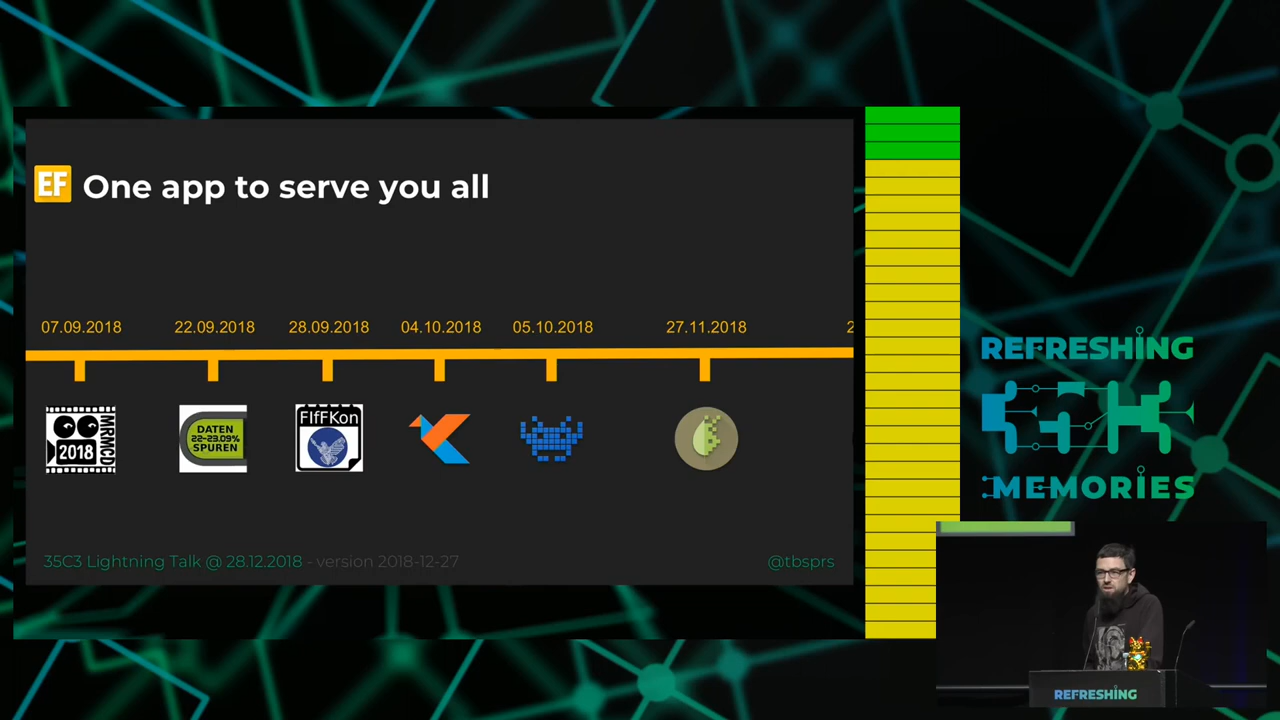 EF One app to serve you all
07.09.2018 22.09.2018 28.09.2018 04.10.2018 05.10.2018 27.11.2018 2
2018
MRMCD
DATEN
22-23.09%
SPUREN
FIfFKon
35C3 Lightning Talk @ 28.12.2018 - version 2018-12-27
@tbsprs
REFRESHING
35C3
MEMORIES
REFRESHING